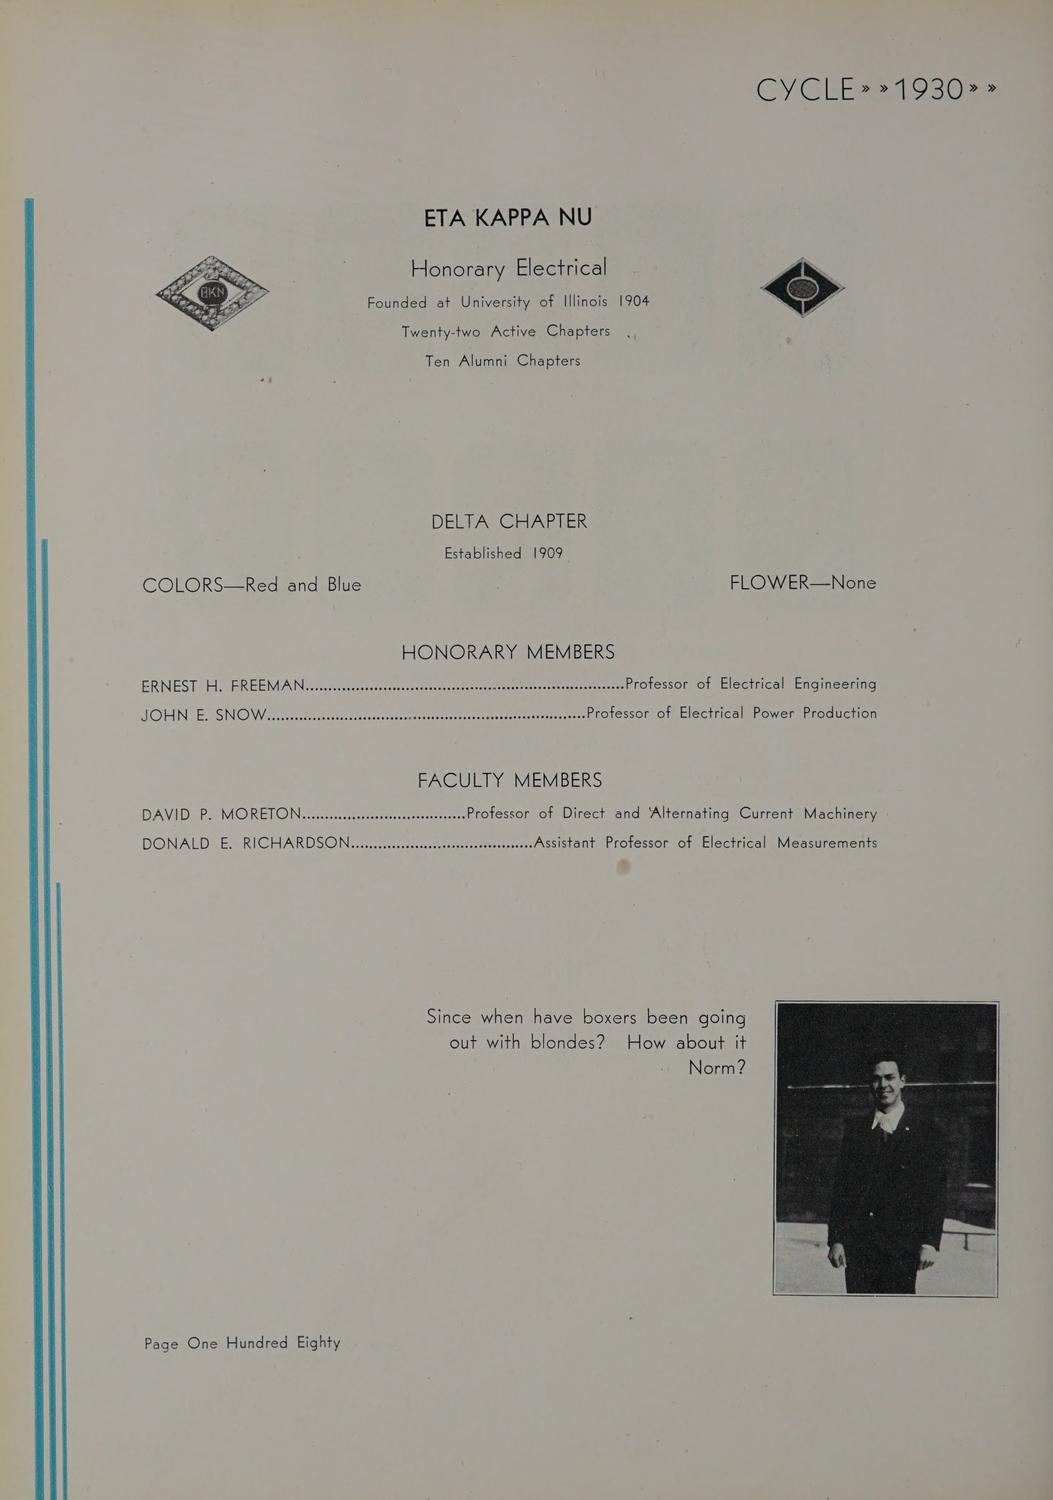 CYCLE » » 1930 » »
ETA KAPPA NU
Honorary Electrical
Founded at University of Illinois 1904
Twenty-two Active Chapters
Ten Alumni Chapters
DELTA CHAPTER
Established 1909
COLORS—Red and Blue FLOWER—None
HONORARY MEMBERS
ERNEST H. FREEMAN......Professor of Electrical Engineering
JOHN E. SNOW......Professor of Electrical Power Production
FACULTY MEMBERS
DAVID P. MORETON......Professor of Direct and Alternating Current Machinery
DONALD E. RICHARDSON......Assistant Professor of Electrical Measurements
Since when have boxers been going
out with blondes? How about it
Norm?
Page One Hundred Eighty